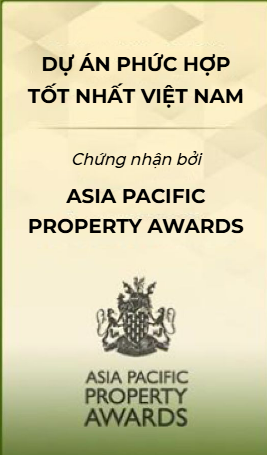 DỰ ÁN PHỨC HỢP
TỐT NHẤT VIỆT NAM
Chứng nhận bởi
ASIA PACIFIC
PROPERTY AWARDS
ASIA PACIFIC
PROPERTY
AWARDS